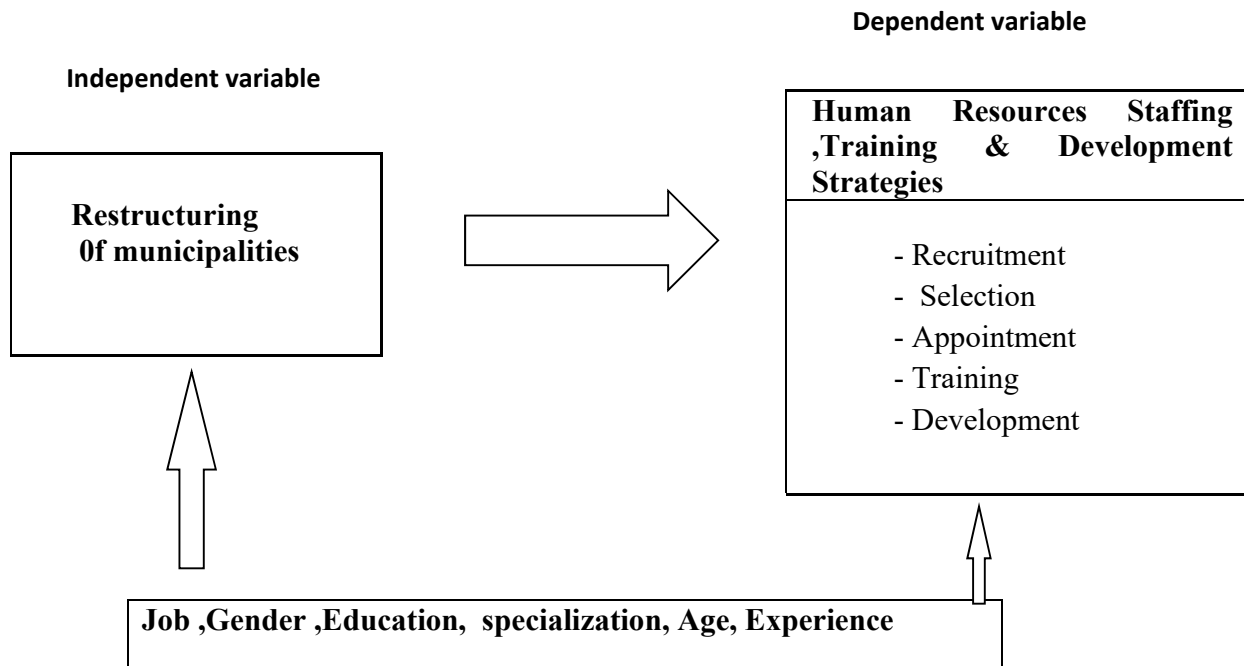 Dependent variable
Independent variable
Human Resources Staffing
,Training & Development
Strategies
Restructuring
0f municipalities
- Recruitment
- Selection
- Appointment
- Training
- Development
Job ,Gender ,Education, specialization, Age, Experience